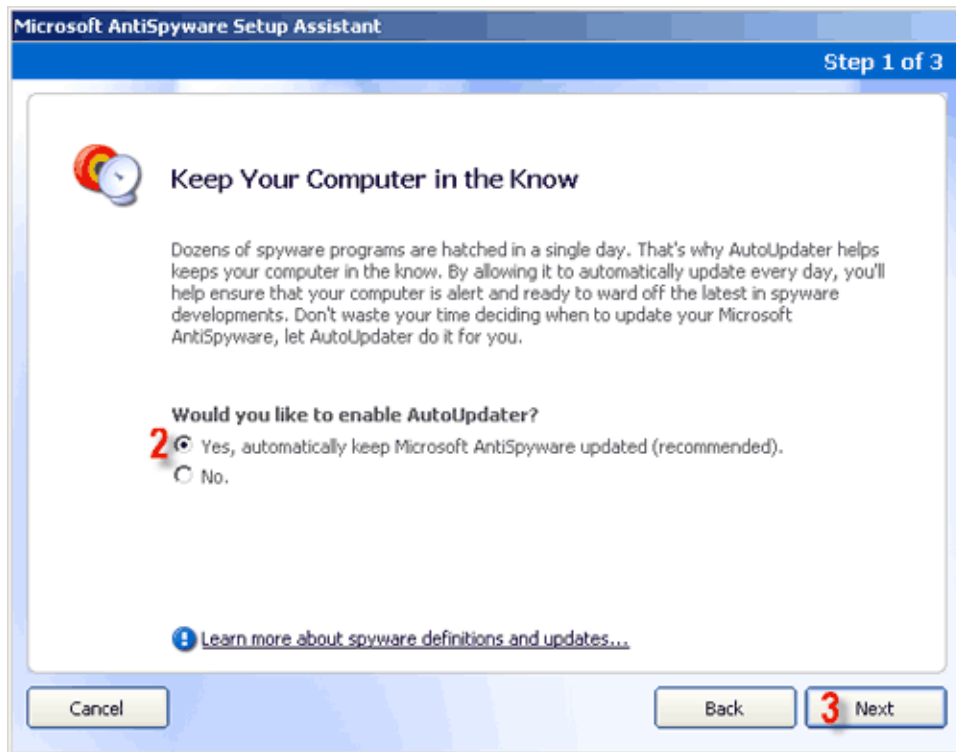 Microsoft AntiSpyware Setup Assistant
Step 1 of 3
Keep Your Computer in the Know
Dozens of spyware programs are hatched in a single day. That's why AutoUpdater helps
keeps your computer in the know. By allowing it to automatically update every day, you'll
help ensure that your computer is alert and ready to ward off the latest in spyware
developments. Don't waste your time deciding when to update your Microsoft
AntiSpyware, let AutoUpdater do it for you.
Would you like to enable AutoUpdater?
2 Yes, automatically keep Microsoft AntiSpyware updated (recommended).
No.
Learn more about spyware definitions and updates...
Cancel
Back
3 Next